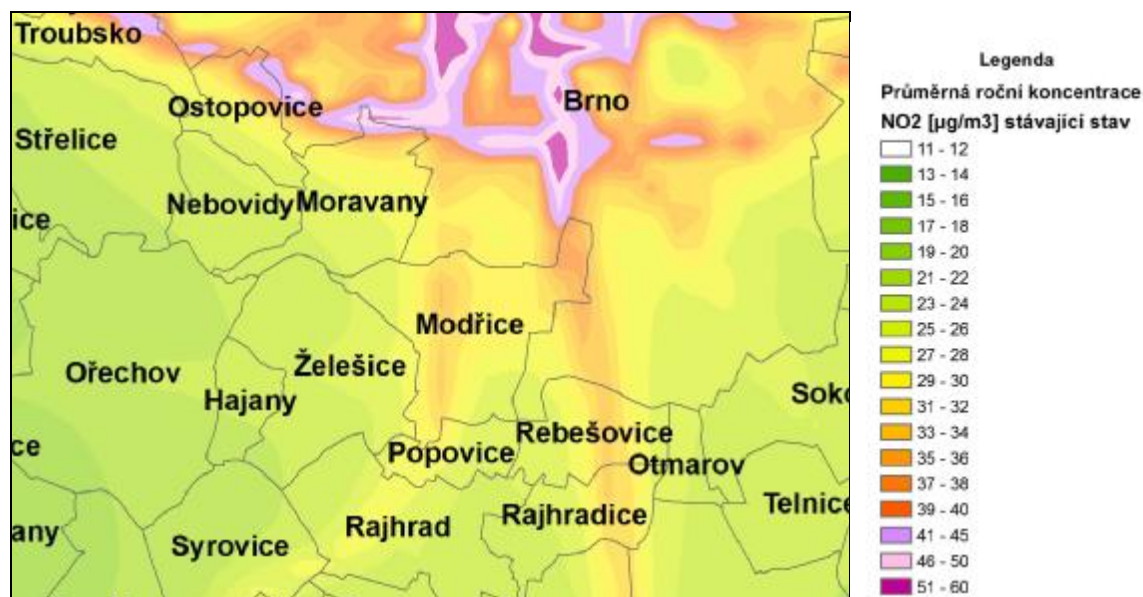 Troubsko
Ostopovice
Brno
Střelice
Nebovidy
Moravany
ice
Modřice
Ořechov
Želešice
Hajany
Soko
ce
Popovice
Rebešovice
Otmarov
Telnice
any
Syrovice
Rajhrad
Rajhradice
Legenda
Průměrná roční koncentrace
NO2 [µg/m3] stávající stav
11 - 12
13 - 14
15 - 16
17 - 18
19 - 20
21 - 22
23 - 24
25 - 26
27 - 28
29 - 30
31 - 32
33 - 34
35 - 36
37 - 38
39 - 40
41 - 45
46 - 50
51 - 60